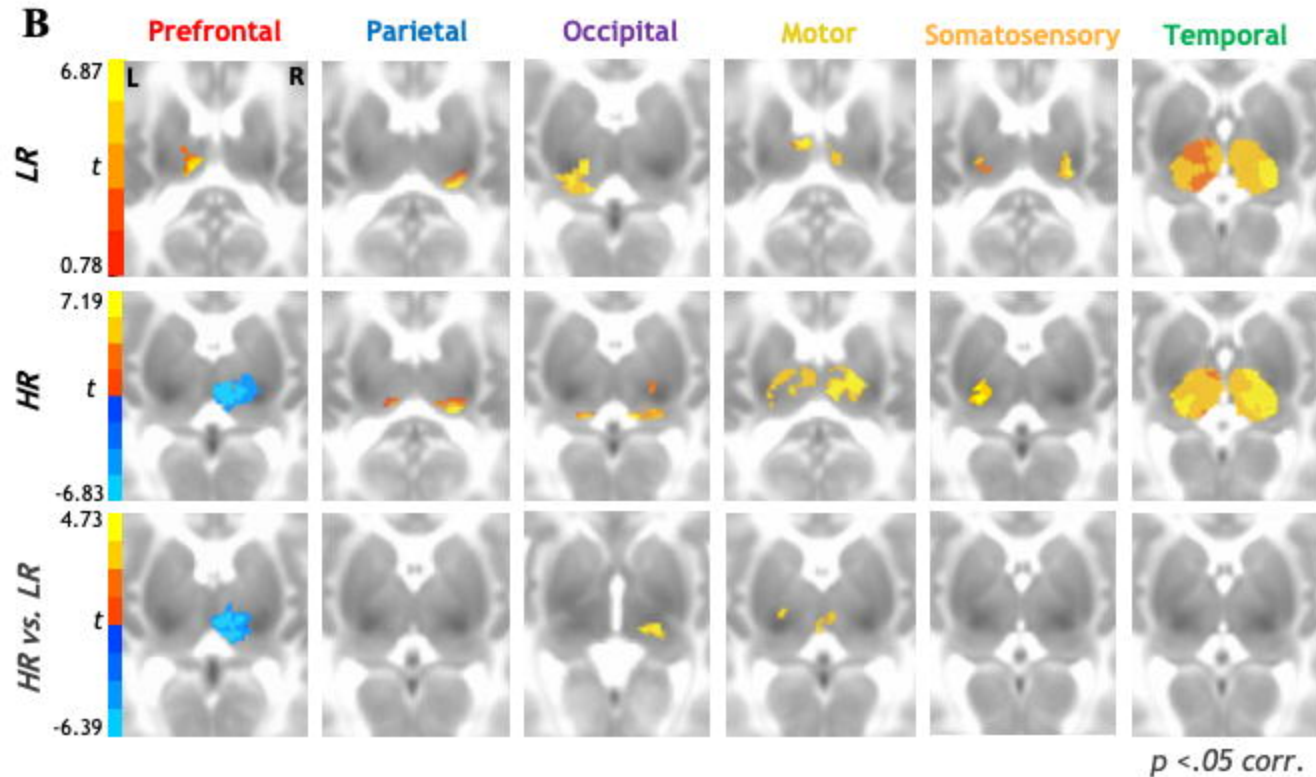 B
Prefrontal Parietal Occipital Motor Somatosensory Temporal
6.87 L R
LR t
0.78
7.19
HR t
-6.83
4.73
HR vs. LR t
-6.39
p <.05 corr.